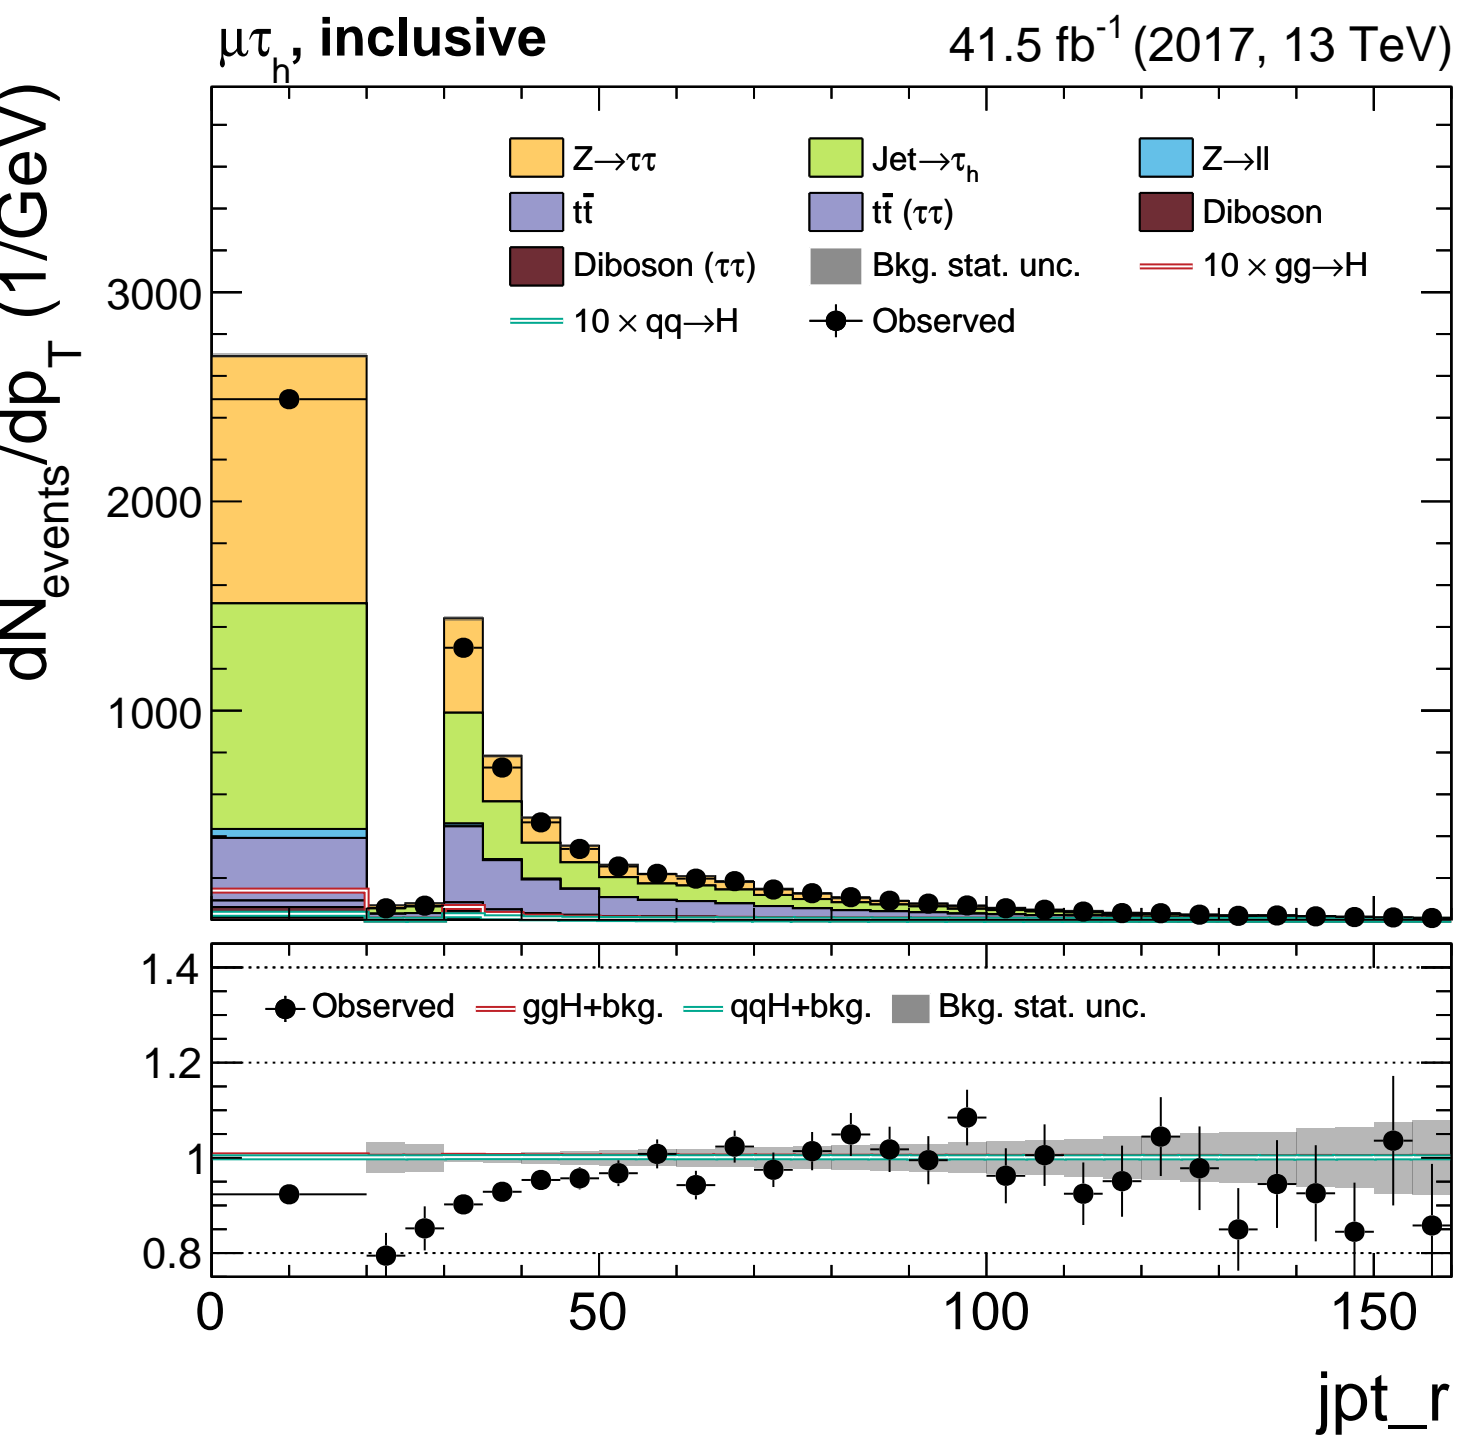 μτh, inclusive
41.5 fb-1 (2017, 13 TeV)
dNevents/dpT (1/GeV)
Z→ττ
Jet→τh
Z→ll
tt̄
tt̄ (ττ)
Diboson
Diboson (ττ)
Bkg. stat. unc.
10 × gg→H
10 × qq→H
Observed
3000
2000
1000
1.4
1.2
1
0.8
Observed
ggH+bkg.
qqH+bkg.
Bkg. stat. unc.
0
50
100
150
jpt_r